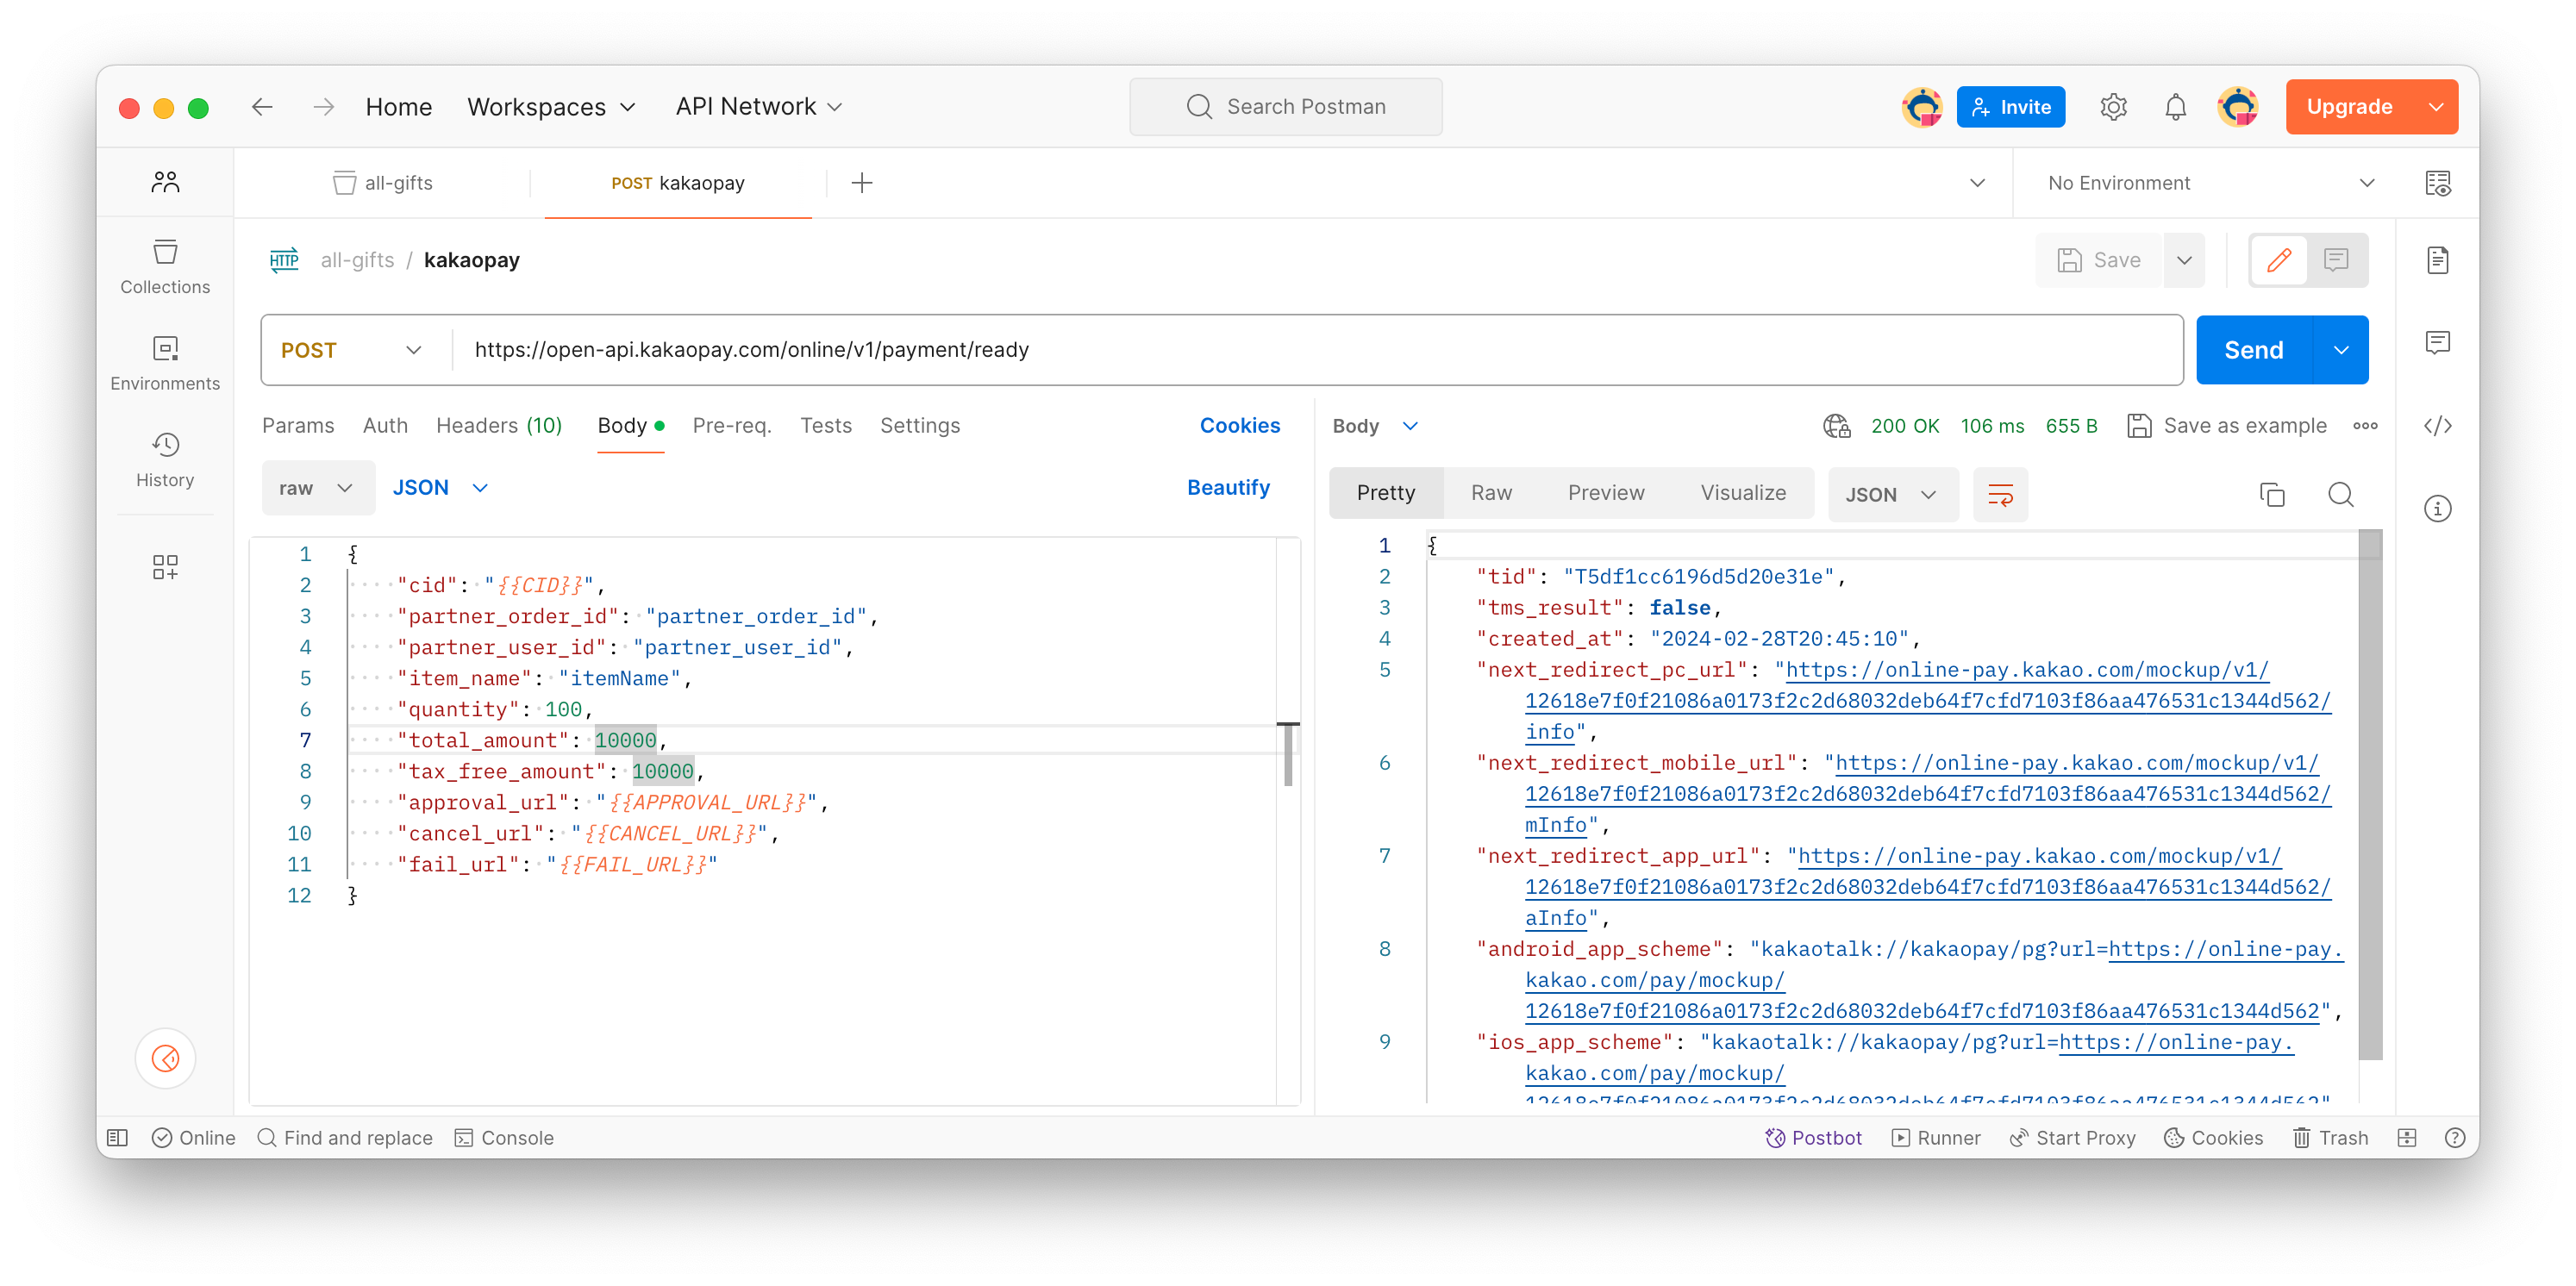 Home
Workspaces
API Network
Search Postman
Invite
Upgrade
all-gifts
POST kakaopay
No Environment
HTTP
all-gifts / kakaopay
Save
Collections
Environments
History
POST
https://open-api.kakaopay.com/online/v1/payment/ready
Send
Params Auth Headers (10) Body Pre-req. Tests Settings Cookies
raw JSON Beautify
1 {
2 "cid": "{{CID}}",
3 "partner_order_id": "partner_order_id",
4 "partner_user_id": "partner_user_id",
5 "item_name": "itemName",
6 "quantity": 100,
7 "total_amount": 10000,
8 "tax_free_amount": 10000,
9 "approval_url": "{{APPROVAL_URL}}",
10 "cancel_url": "{{CANCEL_URL}}",
11 "fail_url": "{{FAIL_URL}}"
12 }
Body 200 OK 106 ms 655 B Save as example
Pretty Raw Preview Visualize JSON
1 {
2 "tid": "T5df1cc6196d5d20e31e",
3 "tms_result": false,
4 "created_at": "2024-02-28T20:45:10",
5 "next_redirect_pc_url": "https://online-pay.kakao.com/mockup/v1/
12618e7f0f21086a0173f2c2d68032deb64f7cfd7103f86aa476531c1344d562/
info",
6 "next_redirect_mobile_url": "https://online-pay.kakao.com/mockup/v1/
12618e7f0f21086a0173f2c2d68032deb64f7cfd7103f86aa476531c1344d562/
mInfo",
7 "next_redirect_app_url": "https://online-pay.kakao.com/mockup/v1/
12618e7f0f21086a0173f2c2d68032deb64f7cfd7103f86aa476531c1344d562/
aInfo",
8 "android_app_scheme": "kakaotalk://kakaopay/pg?url=https://online-pay.
kakao.com/pay/mockup/
12618e7f0f21086a0173f2c2d68032deb64f7cfd7103f86aa476531c1344d562",
9 "ios_app_scheme": "kakaotalk://kakaopay/pg?url=https://online-pay.
kakao.com/pay/mockup/
Online Find and replace Console Postbot Runner Start Proxy Cookies Trash